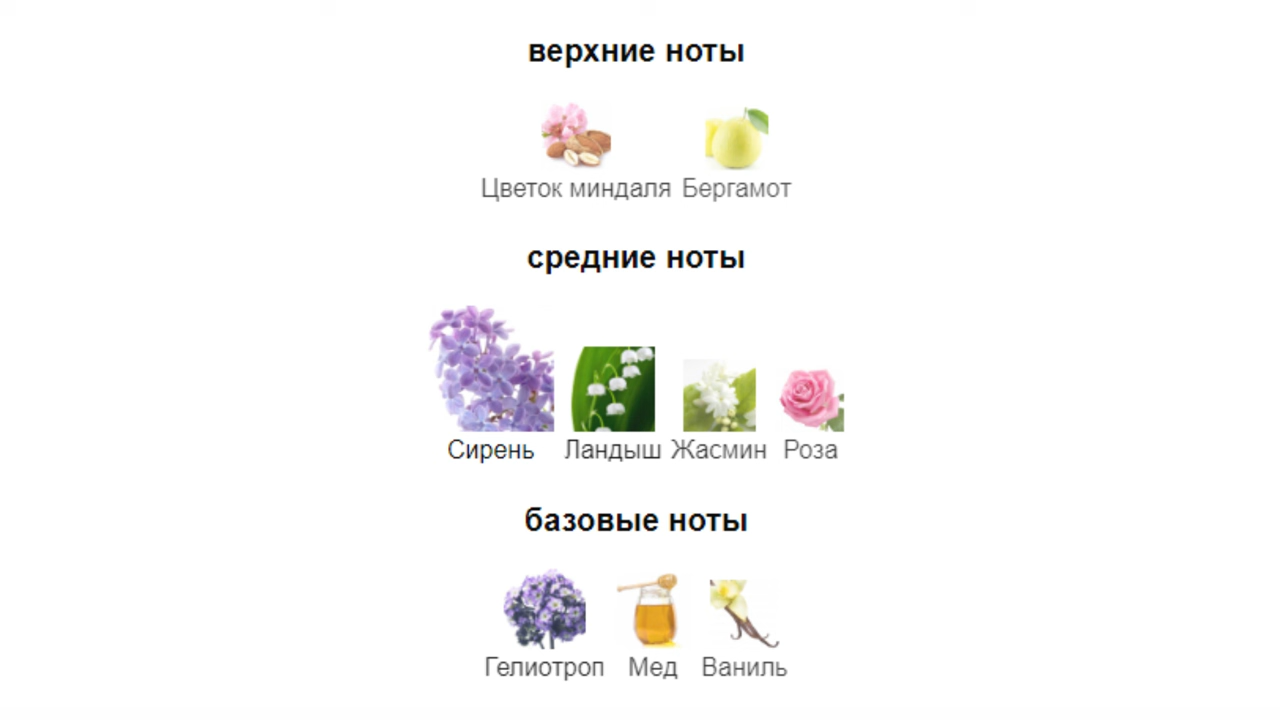 верхние ноты
Цветок миндаля Бергамот
средние ноты
Сирень Ландыш Жасмин Роза
базовые ноты
Гелиотроп Мед Ваниль